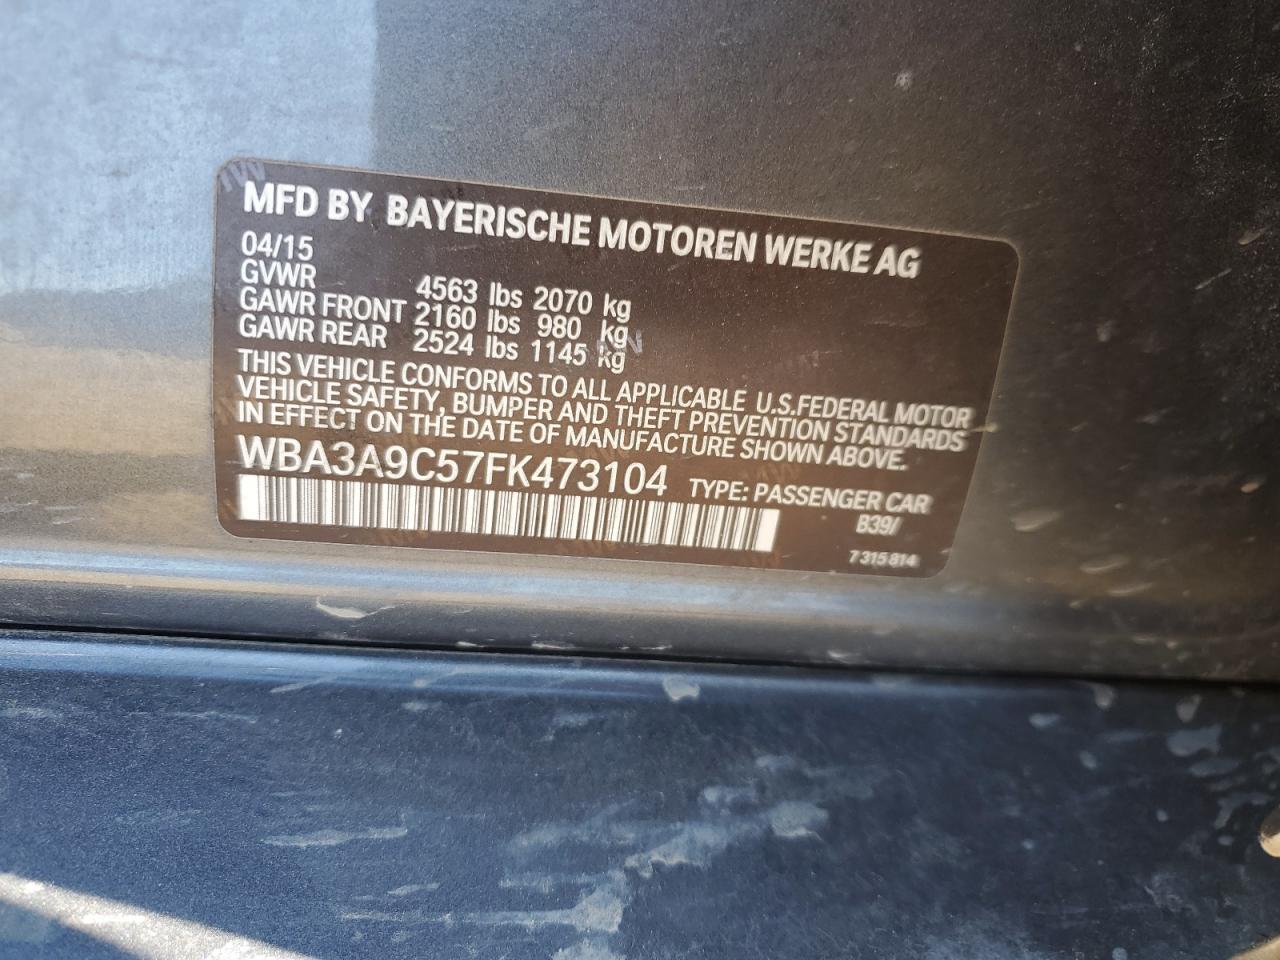 MFD BY BAYERISCHE MOTOREN WERKE AG
04/15
GVWR 4563 lbs 2070 kg
GAWR FRONT 2160 lbs 980 kg
GAWR REAR 2524 lbs 1145 kg
THIS VEHICLE CONFORMS TO ALL APPLICABLE U.S.FEDERAL MOTOR
VEHICLE SAFETY, BUMPER AND THEFT PREVENTION STANDARDS
IN EFFECT ON THE DATE OF MANUFACTURE SHOWN ABOVE.
WBA3A9C57FK473104 TYPE: PASSENGER CAR
B39/
7 315 814